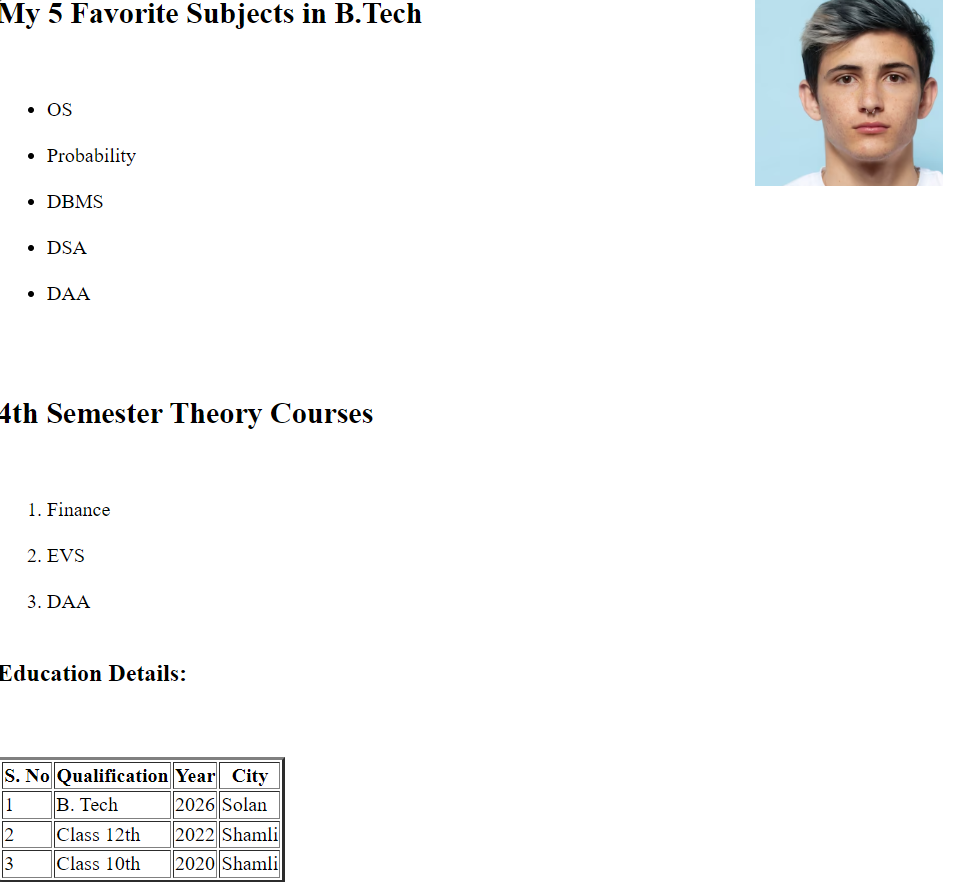 My 5 Favorite Subjects in B.Tech
• OS
• Probability
• DBMS
• DSA
• DAA
4th Semester Theory Courses
1. Finance
2. EVS
3. DAA
Education Details:
S. No Qualification Year City
1 B. Tech 2026 Solan
2 Class 12th 2022 Shamli
3 Class 10th 2020 Shamli